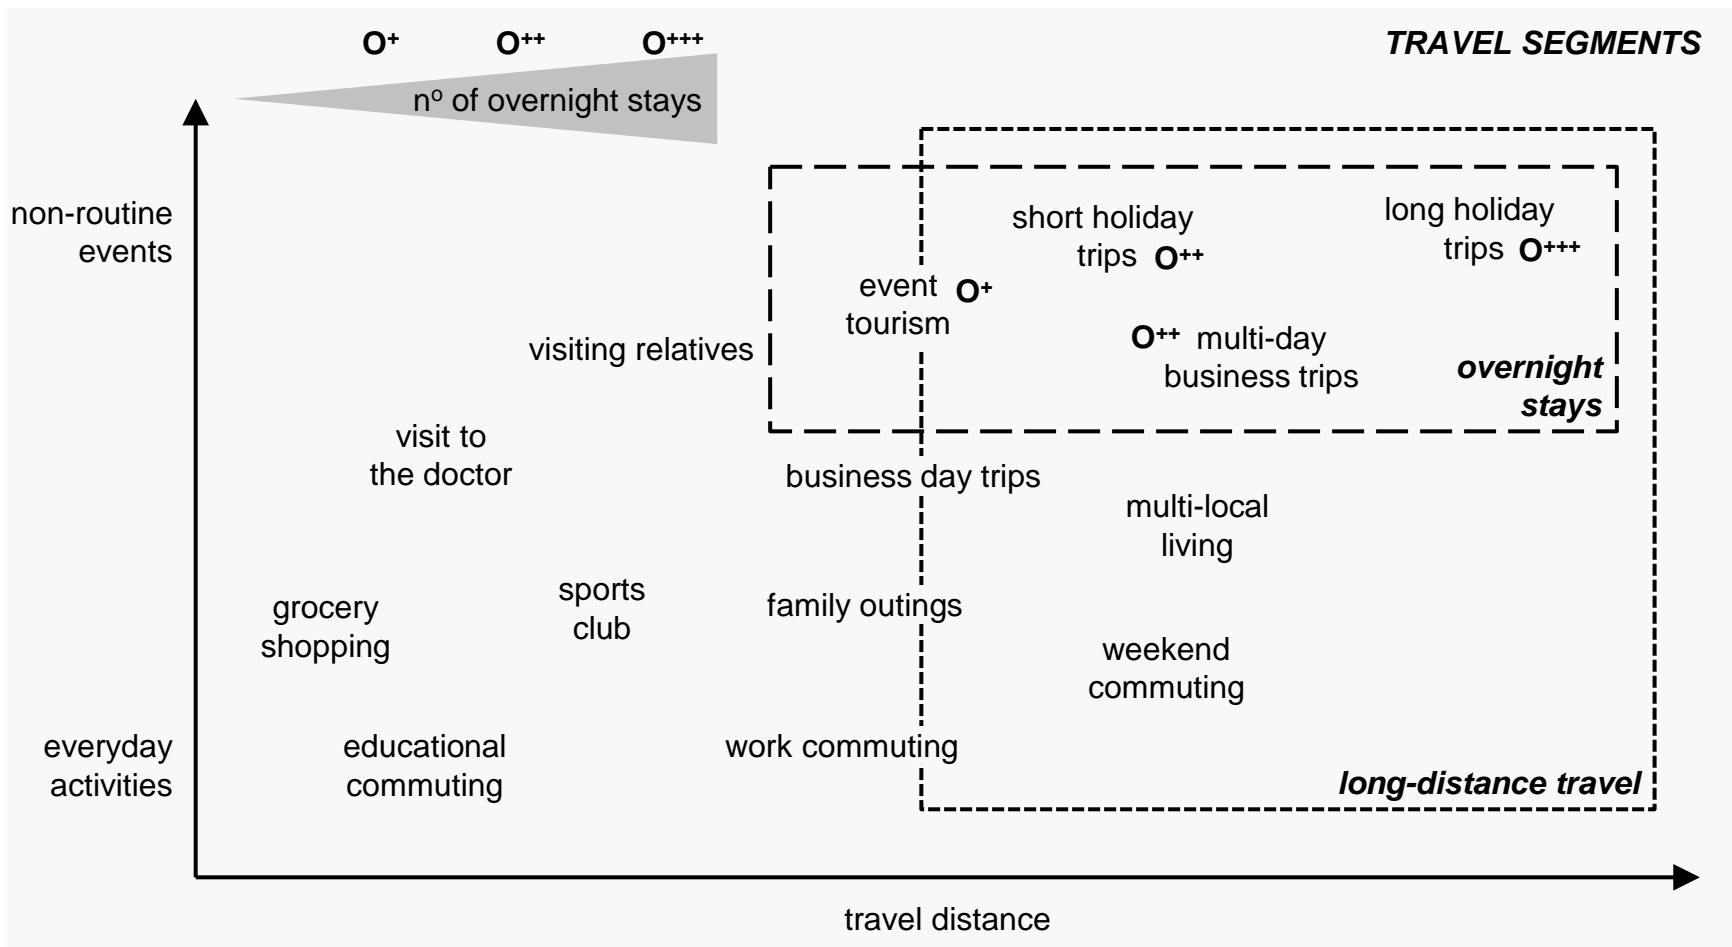 O⁺ O⁺⁺ O⁺⁺⁺
TRAVEL SEGMENTS
nº of overnight stays
non-routine
events
short holiday
trips O⁺⁺
long holiday
trips O⁺⁺⁺
event O⁺
tourism
visiting relatives
O⁺⁺ multi-day
business trips
overnight
stays
visit to
the doctor
business day trips
multi-local
living
grocery
shopping
sports
club
family outings
weekend
commuting
everyday
activities
educational
commuting
work commuting
long-distance travel
travel distance